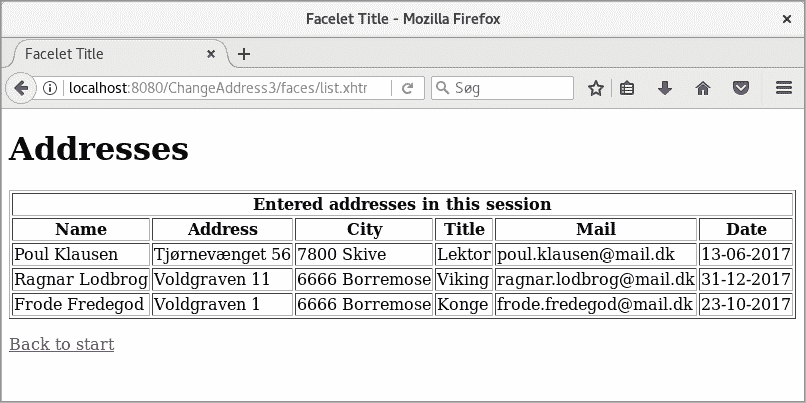 Facelet Title - Mozilla Firefox
Facelet Title
localhost:8080/ChangeAddress3/faces/list.xhtr
Søg
Addresses
Entered addresses in this session
Name Address City Title Mail Date
Poul Klausen Tjørnevænget 56 7800 Skive Lektor poul.klausen@mail.dk 13-06-2017
Ragnar Lodbrog Voldgraven 11 6666 Borremose Viking ragnar.lodbrog@mail.dk 31-12-2017
Frode Fredegod Voldgraven 1 6666 Borremose Konge frode.fredegod@mail.dk 23-10-2017
Back to start